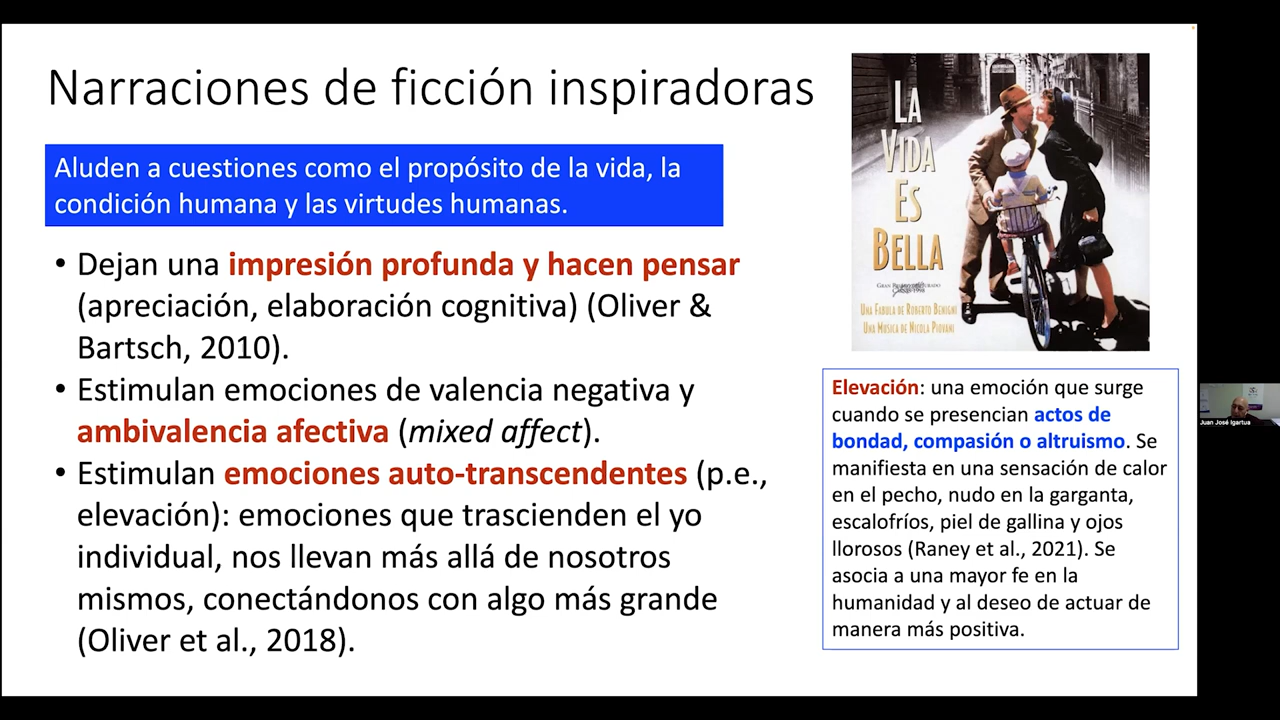 Narraciones de ficción inspiradoras
Aluden a cuestiones como el propósito de la vida, la
condición humana y las virtudes humanas.
• Dejan una impresión profunda y hacen pensar
(apreciación, elaboración cognitiva) (Oliver &
Bartsch, 2010).
• Estimulan emociones de valencia negativa y
ambivalencia afectiva (mixed affect).
• Estimulan emociones auto-transcendentes (p.e.,
elevación): emociones que trascienden el yo
individual, nos llevan más allá de nosotros
mismos, conectándonos con algo más grande
(Oliver et al., 2018).
LA
VIDA
ES
BELLA
GRAN
UNA FABULA DE ROBERTO BENIGNI
UNA MUSICA DE NICOLA PIOVANI
Elevación: una emoción que surge
cuando se presencian actos de
bondad, compasión o altruismo. Se
manifiesta en una sensación de calor
en el pecho, nudo en la garganta,
escalofríos, piel de gallina y ojos
llorosos (Raney et al., 2021). Se
asocia a una mayor fe en la
humanidad y al deseo de actuar de
manera más positiva.
Juan José Igartua